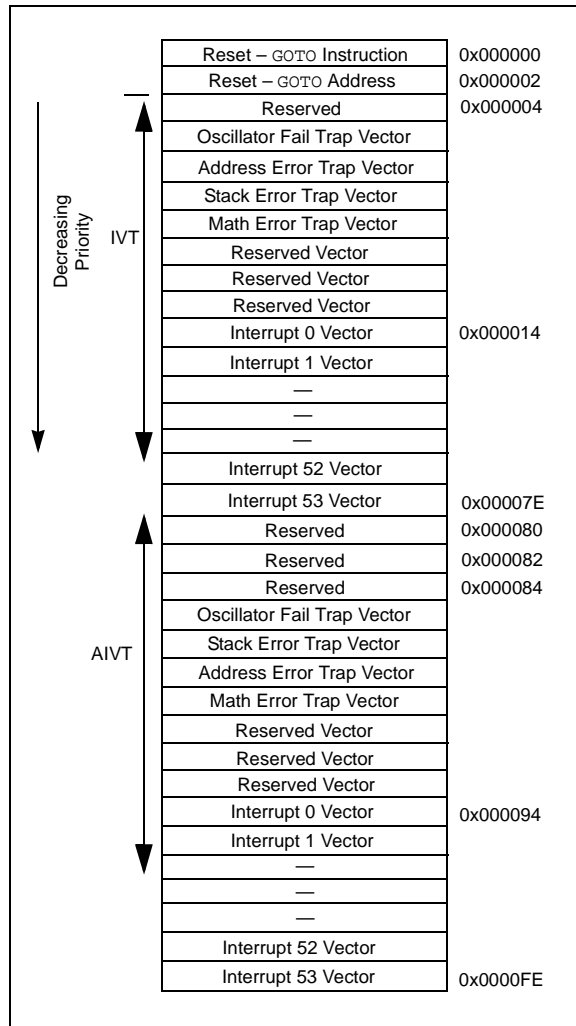 Reset – GOTO Instruction 0x000000
Reset – GOTO Address 0x000002
Reserved 0x000004
Oscillator Fail Trap Vector
Address Error Trap Vector
Stack Error Trap Vector
Math Error Trap Vector
Reserved Vector
Reserved Vector
Reserved Vector
Interrupt 0 Vector 0x000014
Interrupt 1 Vector
—
—
—
Interrupt 52 Vector
Interrupt 53 Vector 0x00007E
Decreasing
Priority
IVT
Reserved 0x000080
Reserved 0x000082
Reserved 0x000084
Oscillator Fail Trap Vector
Stack Error Trap Vector
Address Error Trap Vector
Math Error Trap Vector
Reserved Vector
Reserved Vector
Reserved Vector
Interrupt 0 Vector 0x000094
Interrupt 1 Vector
—
—
—
Interrupt 52 Vector
Interrupt 53 Vector 0x0000FE
AIVT